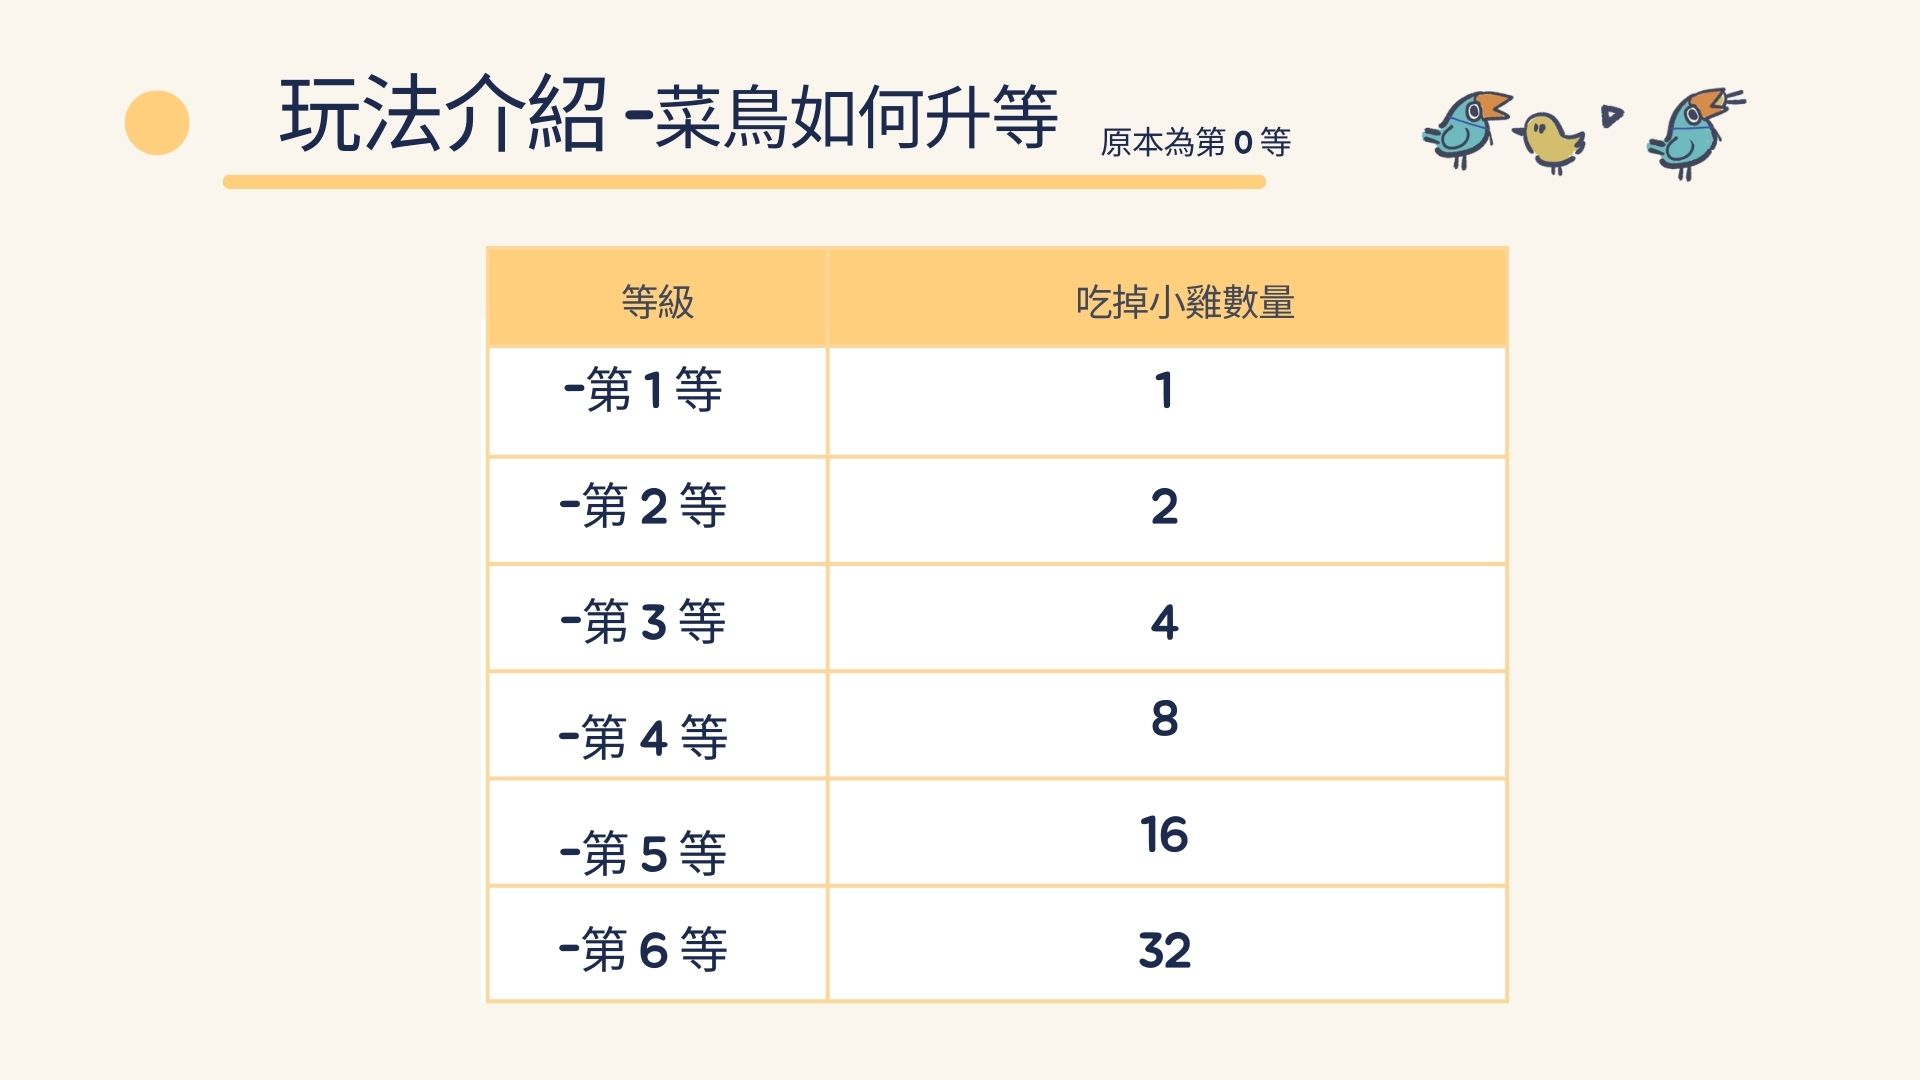 玩法介紹 -菜鳥如何升等 原本為第 0 等
等級 吃掉小雞數量
-第 1 等 1
-第 2 等 2
-第 3 等 4
-第 4 等 8
-第 5 等 16
-第 6 等 32